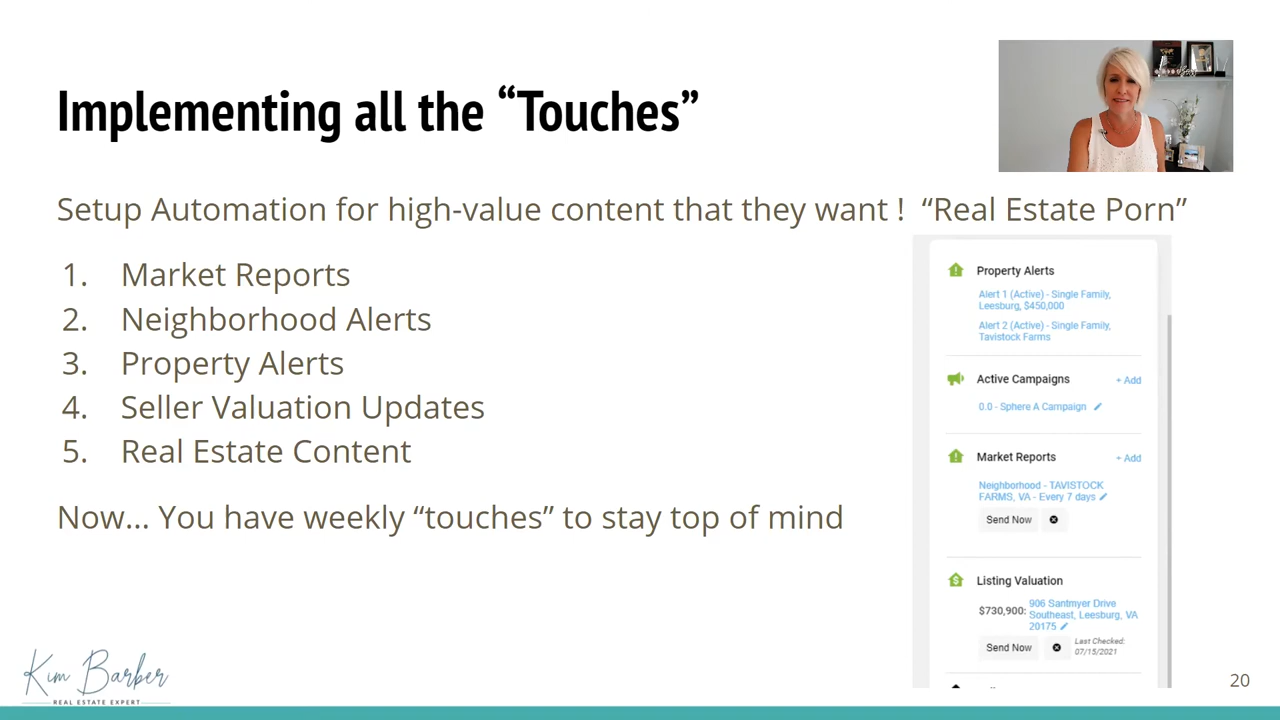 Implementing all the “Touches”
Setup Automation for high-value content that they want ! “Real Estate Porn”
1. Market Reports
2. Neighborhood Alerts
3. Property Alerts
4. Seller Valuation Updates
5. Real Estate Content
Now... You have weekly “touches” to stay top of mind
Property Alerts
Alert 1 (Active) - Single Family,
Leesburg, $450,000
Alert 2 (Active) - Single Family,
Tavistock Farms
Active Campaigns + Add
0.0 - Sphere A Campaign
Market Reports + Add
Neighborhood - TAVISTOCK
FARMS, VA - Every 7 days
Send Now
Listing Valuation
$730,900: 906 Santmyer Drive
Southeast, Leesburg, VA
20175
Send Now Last Checked:
07/15/2021
Kim Barber
REAL ESTATE EXPERT
20